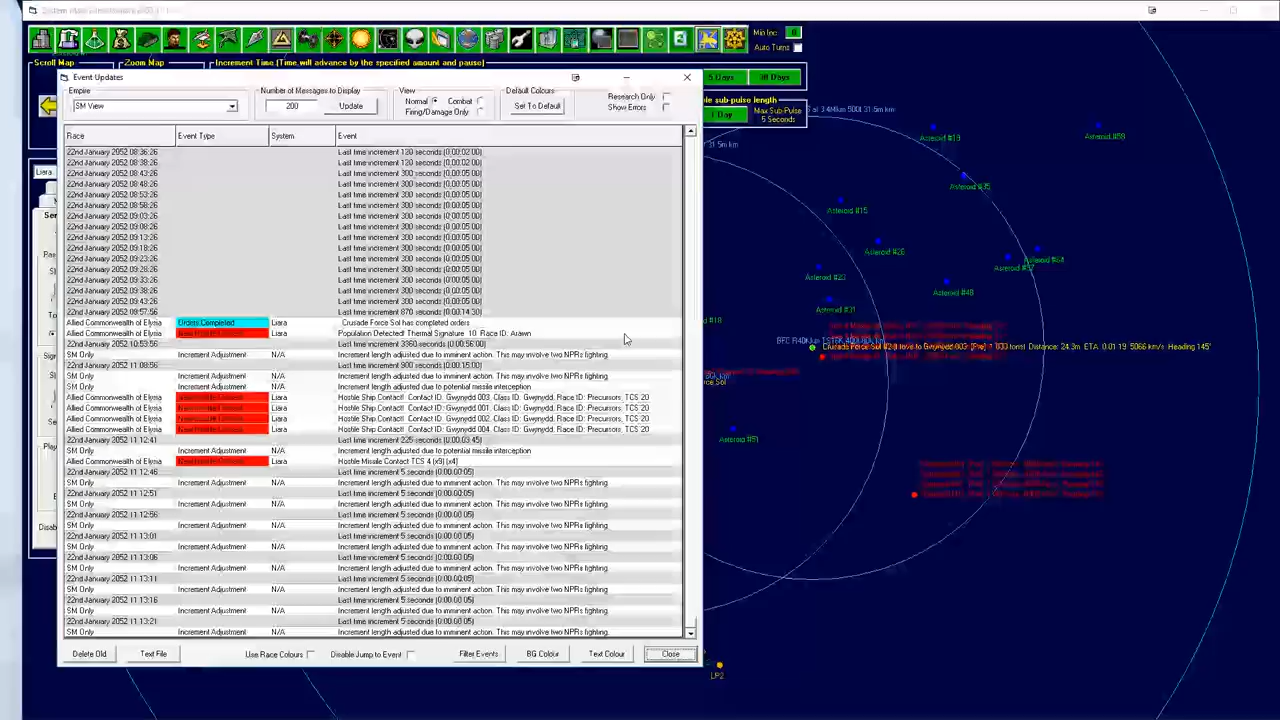 Min Inc: 0
Auto Turns
Scroll Map
Zoom Map
Increment Time. (Time will advance by the specified amount and pause)
Event Updates
5 Days
30 Days
Empire
Number of Messages to Display
View
Default Colours
Research Only
SM View
200
Update
Normal
Combat
Set To Default
Show Errors
Firing/Damage Only
1 Day
Max Sub-Pulse
5 Seconds
Race
Event Type
System
Event
22nd January 2052 08:36:26 Last time increment 120 seconds (0:00:02:00)
22nd January 2052 08:38:26 Last time increment 120 seconds (0:00:02:00)
22nd January 2052 08:43:26 Last time increment 300 seconds (0:00:05:00)
22nd January 2052 08:48:26 Last time increment 300 seconds (0:00:05:00)
22nd January 2052 08:53:26 Last time increment 300 seconds (0:00:05:00)
22nd January 2052 08:58:26 Last time increment 300 seconds (0:00:05:00)
22nd January 2052 09:03:26 Last time increment 300 seconds (0:00:05:00)
22nd January 2052 09:08:26 Last time increment 300 seconds (0:00:05:00)
22nd January 2052 09:13:26 Last time increment 300 seconds (0:00:05:00)
22nd January 2052 09:18:26 Last time increment 300 seconds (0:00:05:00)
22nd January 2052 09:23:26 Last time increment 300 seconds (0:00:05:00)
22nd January 2052 09:28:26 Last time increment 300 seconds (0:00:05:00)
22nd January 2052 09:33:26 Last time increment 300 seconds (0:00:05:00)
22nd January 2052 09:38:26 Last time increment 300 seconds (0:00:05:00)
22nd January 2052 09:43:26 Last time increment 300 seconds (0:00:05:00)
22nd January 2052 09:57:56 Last time increment 870 seconds (0:00:14:30)
Allied Commonwealth of Elysia Orders Completed Liara Crusade Force Sol has completed orders
Allied Commonwealth of Elysia Liara Population Detected! Thermal Signature 10 Race ID: Arawn
22nd January 2052 10:53:56 Last time increment 3360 seconds (0:00:56:00)
SM Only Increment Adjustment N/A Increment length adjusted due to imminent action. This may involve two NPRs fighting
22nd January 2052 11:08:56 Last time increment 900 seconds (0:00:15:00)
SM Only Increment Adjustment N/A Increment length adjusted due to imminent action. This may involve two NPRs fighting.
SM Only Increment Adjustment N/A Increment length adjusted due to potential missile interception
Allied Commonwealth of Elysia Liara Hostile Ship Contact! Contact ID: Gwynydd 003, Class ID: Gwynydd, Race ID: Precursors, TCS 20
Allied Commonwealth of Elysia Liara Hostile Ship Contact! Contact ID: Gwynydd 001, Class ID: Gwynydd, Race ID: Precursors, TCS 20
Allied Commonwealth of Elysia Liara Hostile Ship Contact! Contact ID: Gwynydd 002, Class ID: Gwynydd, Race ID: Precursors, TCS 20
Allied Commonwealth of Elysia Liara Hostile Ship Contact! Contact ID: Gwynydd 004, Class ID: Gwynydd, Race ID: Precursors, TCS 20
22nd January 2052 11:12:41 Last time increment 225 seconds (0:00:03:45)
SM Only Increment Adjustment N/A Increment length adjusted due to potential missile interception
Allied Commonwealth of Elysia Liara Hostile Missile Contact TCS 4 (x9) [x4]
22nd January 2052 11:12:46 Last time increment 5 seconds (0:00:00:05)
SM Only Increment Adjustment N/A Increment length adjusted due to imminent action. This may involve two NPRs fighting.
22nd January 2052 11:12:51 Last time increment 5 seconds (0:00:00:05)
SM Only Increment Adjustment N/A Increment length adjusted due to imminent action. This may involve two NPRs fighting.
22nd January 2052 11:12:56 Last time increment 5 seconds (0:00:00:05)
SM Only Increment Adjustment N/A Increment length adjusted due to imminent action. This may involve two NPRs fighting.
22nd January 2052 11:13:01 Last time increment 5 seconds (0:00:00:05)
SM Only Increment Adjustment N/A Increment length adjusted due to imminent action. This may involve two NPRs fighting.
22nd January 2052 11:13:06 Last time increment 5 seconds (0:00:00:05)
SM Only Increment Adjustment N/A Increment length adjusted due to imminent action. This may involve two NPRs fighting.
22nd January 2052 11:13:11 Last time increment 5 seconds (0:00:00:05)
SM Only Increment Adjustment N/A Increment length adjusted due to imminent action. This may involve two NPRs fighting.
22nd January 2052 11:13:16 Last time increment 5 seconds (0:00:00:05)
SM Only Increment Adjustment N/A Increment length adjusted due to imminent action. This may involve two NPRs fighting.
22nd January 2052 11:13:21 Last time increment 5 seconds (0:00:00:05)
SM Only Increment Adjustment N/A Increment length adjusted due to imminent action. This may involve two NPRs fighting.
Delete Old
Text File
Use Race Colours
Disable Jump to Event
Filter Events
BG Colour
Text Colour
Close
Liara
Asteroid #19
Asteroid #35
Asteroid #15
Asteroid #26
Asteroid #23
Asteroid #48
Asteroid #31
Asteroid #51
LP2